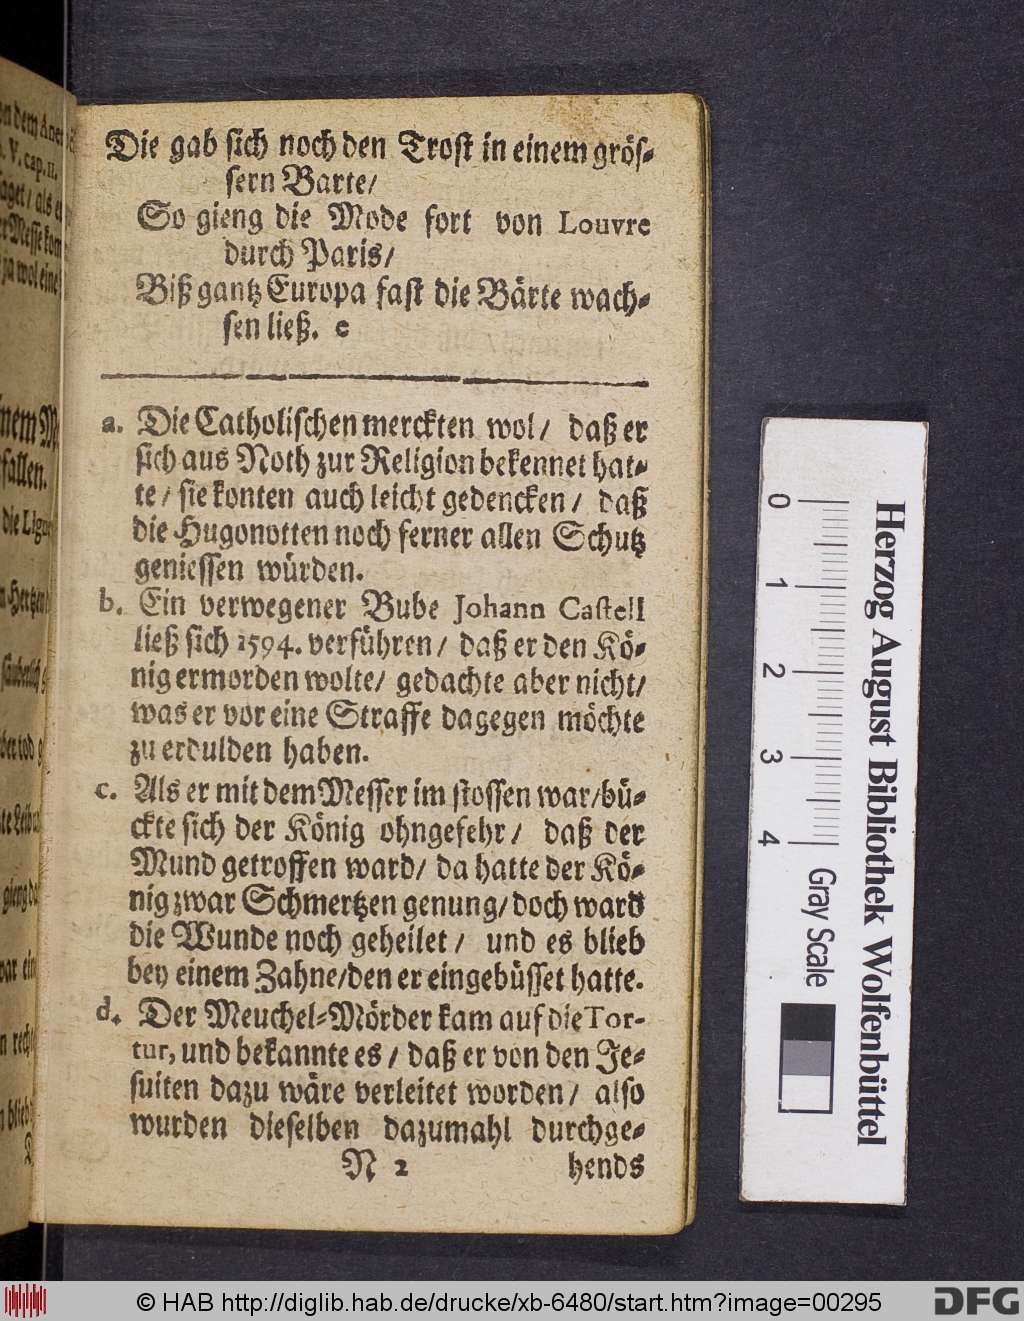 Die gab sich noch den Trost in einem grös-
sern Barte/
So gieng die Mode fort von Louvre
durch Paris/
Biß gantz Europa fast die Bärte wach-
sen ließ. e
a. Die Catholischen merckten wol/ daß er
sich aus Noth zur Religion bekennet hat-
te/ sie konten auch leicht gedencken/ daß
die Hugonotten noch ferner allen Schutz
geniessen würden.
b. Ein verwegener Bube Johann Castell
ließ sich 1594. verführen/ daß er den Kö-
nig ermorden wolte/ gedachte aber nicht/
was er vor eine Straffe dagegen möchte
zu erdulden haben.
c. Als er mit dem Messer im stossen war/ bü-
ckte sich der König ohngefehr/ daß der
Mund getroffen ward/ da hatte der Kö-
nig zwar Schmertzen genung/ doch ward
die Wunde noch geheilet/ und es blieb
bey einem Zahne/ den er eingebüsset hatte.
d. Der Meuchel-Mörder kam auf die Tor-
tur, und bekannte es/ daß er von den Je-
suiten dazu wäre verleitet worden/ also
wurden dieselben dazumahl durchge-
N 2 hends
Herzog August Bibliothek Wolfenbüttel
0 1 2 3 4 Gray Scale
© HAB http://diglib.hab.de/drucke/xb-6480/start.htm?image=00295
DFG